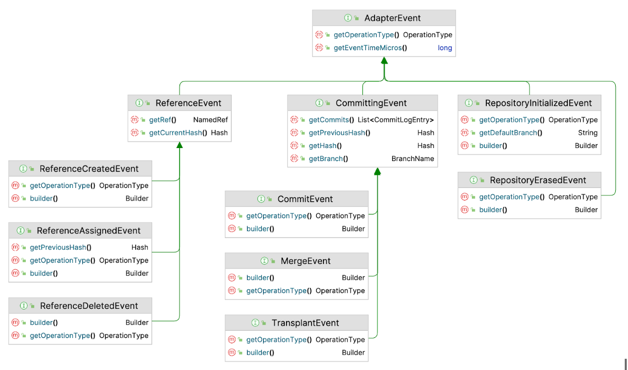 AdapterEvent
getOperationType() OperationType
getEventTimeMicros() long
ReferenceEvent
getRef() NamedRef
getCurrentHash() Hash
CommittingEvent
getCommits() List<CommitLogEntry>
getPreviousHash() Hash
getHash() Hash
getBranch() BranchName
RepositoryInitializedEvent
getOperationType() OperationType
getDefaultBranch() String
builder() Builder
ReferenceCreatedEvent
getOperationType() OperationType
builder() Builder
RepositoryErasedEvent
getOperationType() OperationType
builder() Builder
CommitEvent
getOperationType() OperationType
builder() Builder
ReferenceAssignedEvent
getPreviousHash() Hash
getOperationType() OperationType
builder() Builder
MergeEvent
builder() Builder
getOperationType() OperationType
ReferenceDeletedEvent
builder() Builder
getOperationType() OperationType
TransplantEvent
getOperationType() OperationType
builder() Builder